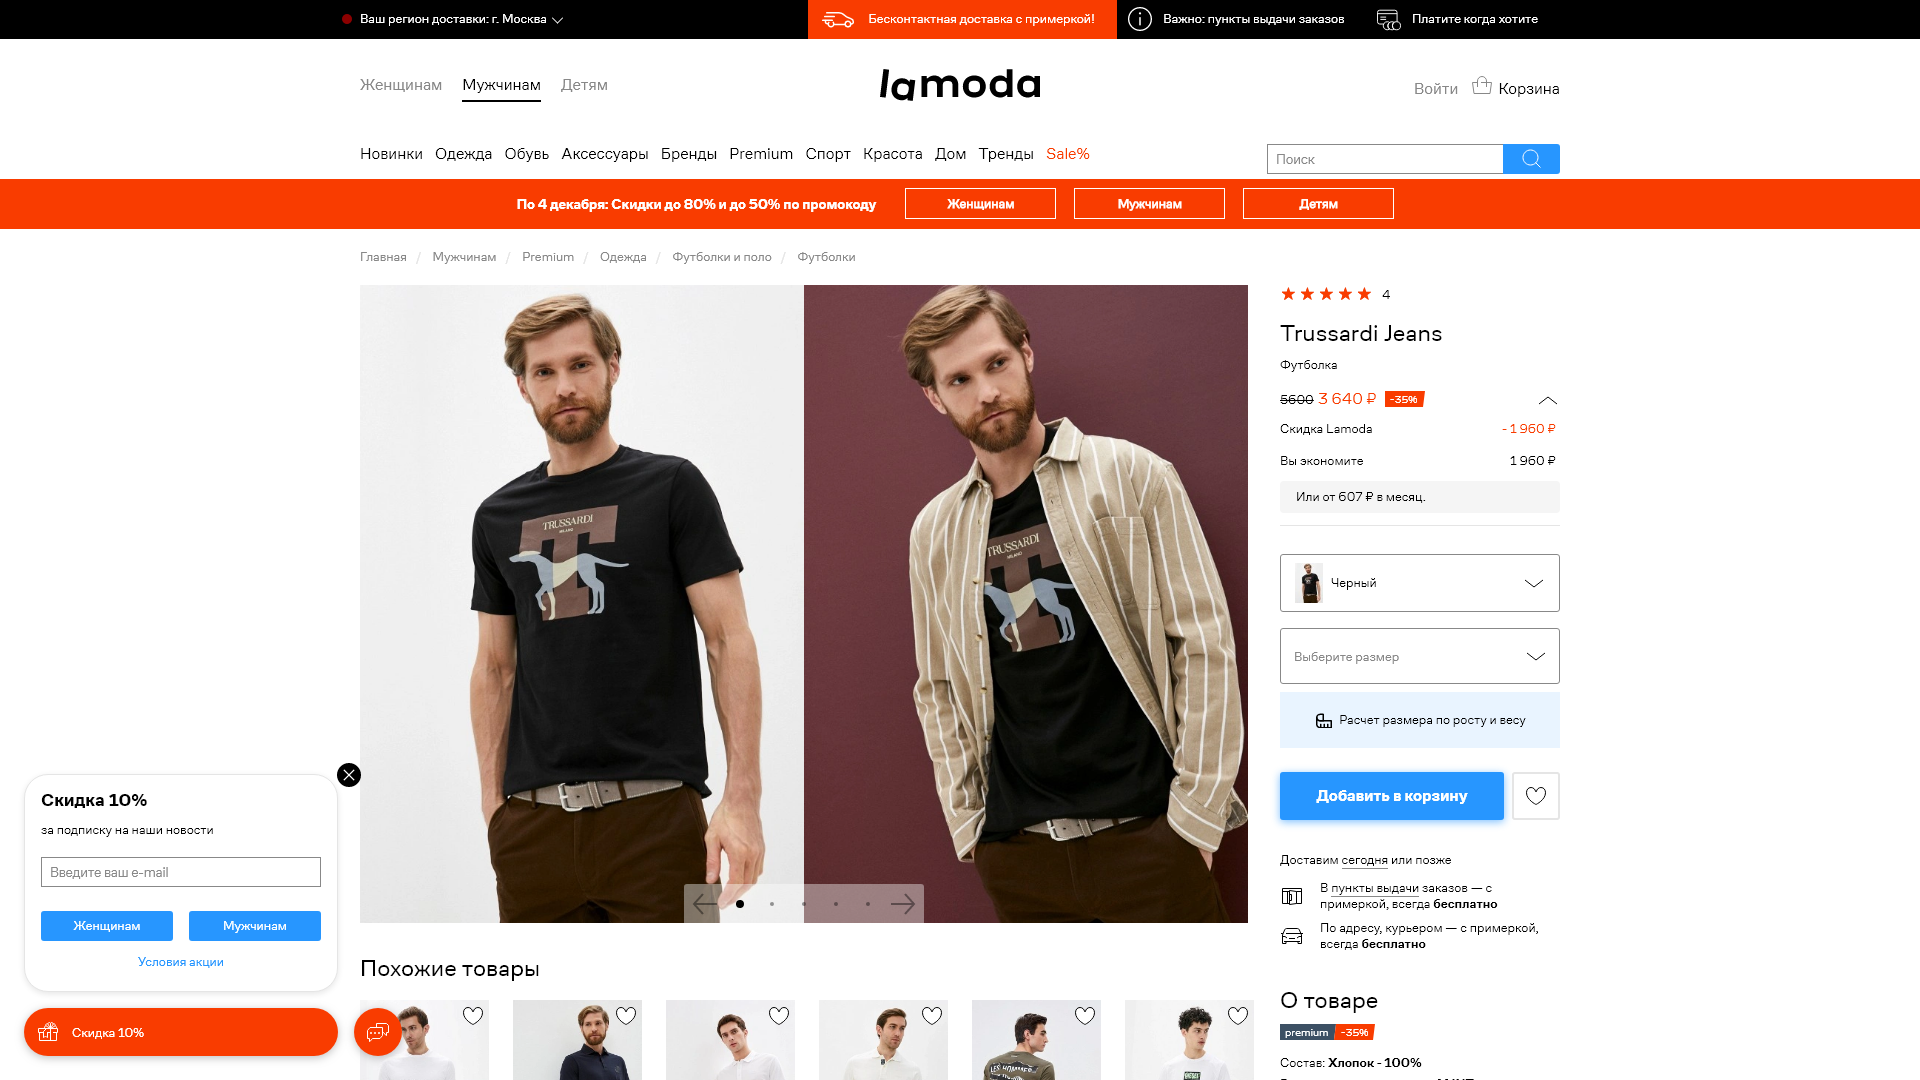 Ваш регион доставки: г. Москва
Бесконтактная доставка с примеркой!
Важно: пункты выдачи заказов
Платите когда хотите
Женщинам Мужчинам Детям
lamoda
Войти
Корзина
Новинки Одежда Обувь Аксессуары Бренды Premium Спорт Красота Дом Тренды Sale%
Поиск
По 4 декабря: Скидки до 80% и до 50% по промокоду
Женщинам
Мужчинам
Детям
Главная / Мужчинам / Premium / Одежда / Футболки и поло / Футболки
TRUSSARDI
MILANO
TRUSSARDI
MILANO
4
Trussardi Jeans
Футболка
5600 3 640 ₽ -35%
Скидка Lamoda - 1 960 ₽
Вы экономите 1 960 ₽
Или от 607 ₽ в месяц.
Черный
Выберите размер
Расчет размера по росту и весу
Добавить в корзину
Доставим сегодня или позже
В пункты выдачи заказов — с
примеркой, всегда бесплатно
По адресу, курьером — с примеркой,
всегда бесплатно
О товаре
premium -35%
Состав: Хлопок - 100%
Похожие товары
LES HOMMES
Скидка 10%
за подписку на наши новости
Введите ваш e-mail
Женщинам
Мужчинам
Условия акции
Скидка 10%